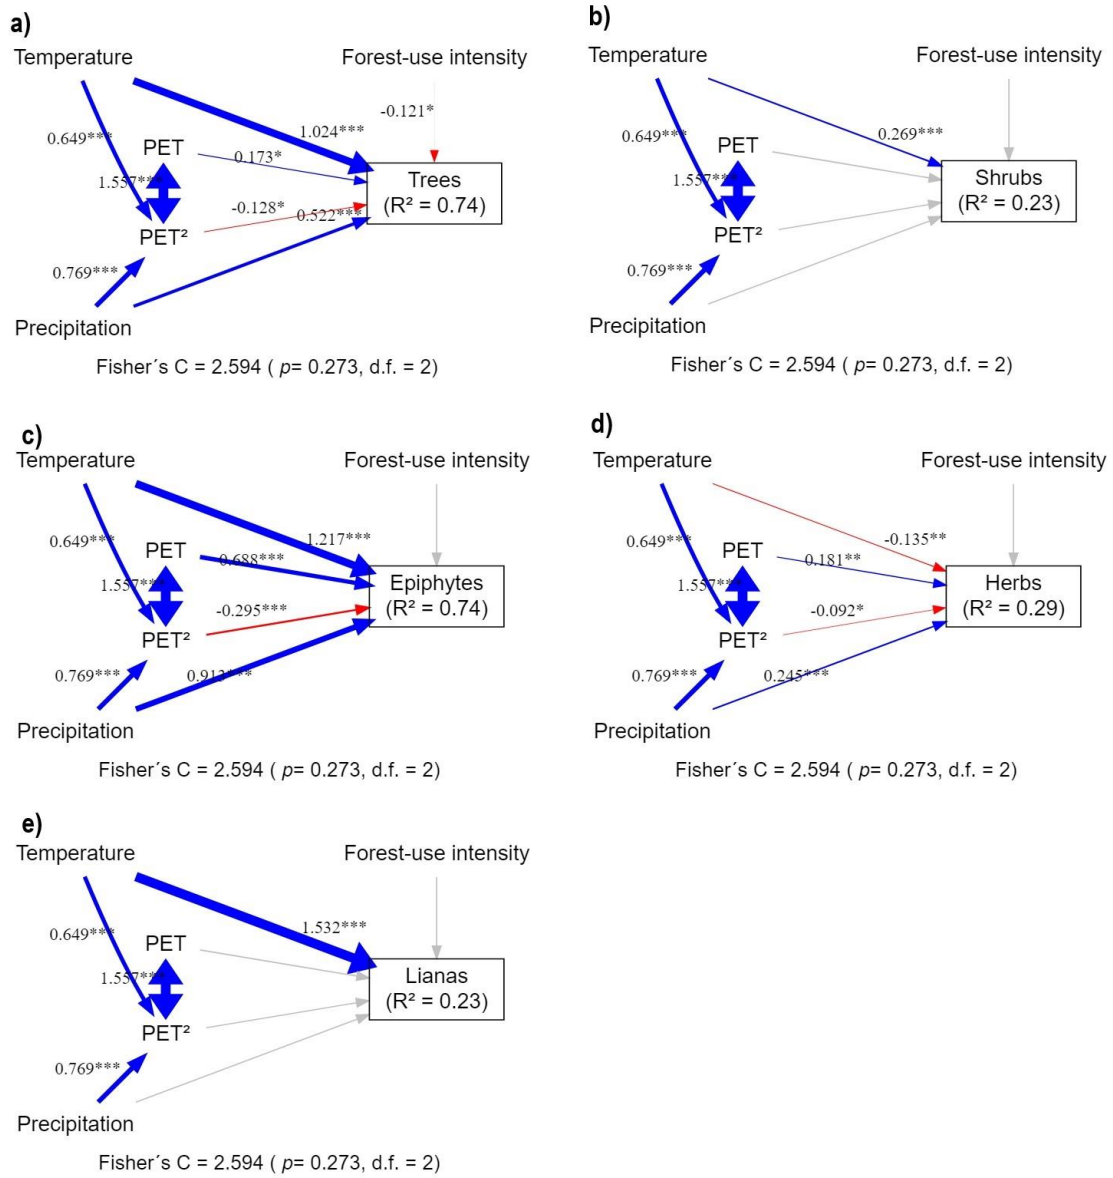 a)
Temperature
Forest-use intensity
-0.121*
0.649***
1.024***
PET
0.173*
1.557***
Trees
(R² = 0.74)
-0.128*
0.522***
PET²
0.769***
Precipitation
Fisher´s C = 2.594 ( p= 0.273, d.f. = 2)
b)
Temperature
Forest-use intensity
0.649***
0.269***
PET
1.557***
Shrubs
(R² = 0.23)
PET²
0.769***
Precipitation
Fisher´s C = 2.594 ( p= 0.273, d.f. = 2)
c)
Temperature
Forest-use intensity
0.649***
1.217***
PET
0.688***
1.557***
Epiphytes
(R² = 0.74)
-0.295***
PET²
0.769***
0.913***
Precipitation
Fisher´s C = 2.594 ( p= 0.273, d.f. = 2)
d)
Temperature
Forest-use intensity
0.649***
-0.135**
PET
0.181**
1.557***
Herbs
(R² = 0.29)
-0.092*
PET²
0.769***
0.245***
Precipitation
Fisher´s C = 2.594 ( p= 0.273, d.f. = 2)
e)
Temperature
Forest-use intensity
0.649***
1.532***
PET
1.557***
Lianas
(R² = 0.23)
PET²
0.769***
Precipitation
Fisher´s C = 2.594 ( p= 0.273, d.f. = 2)